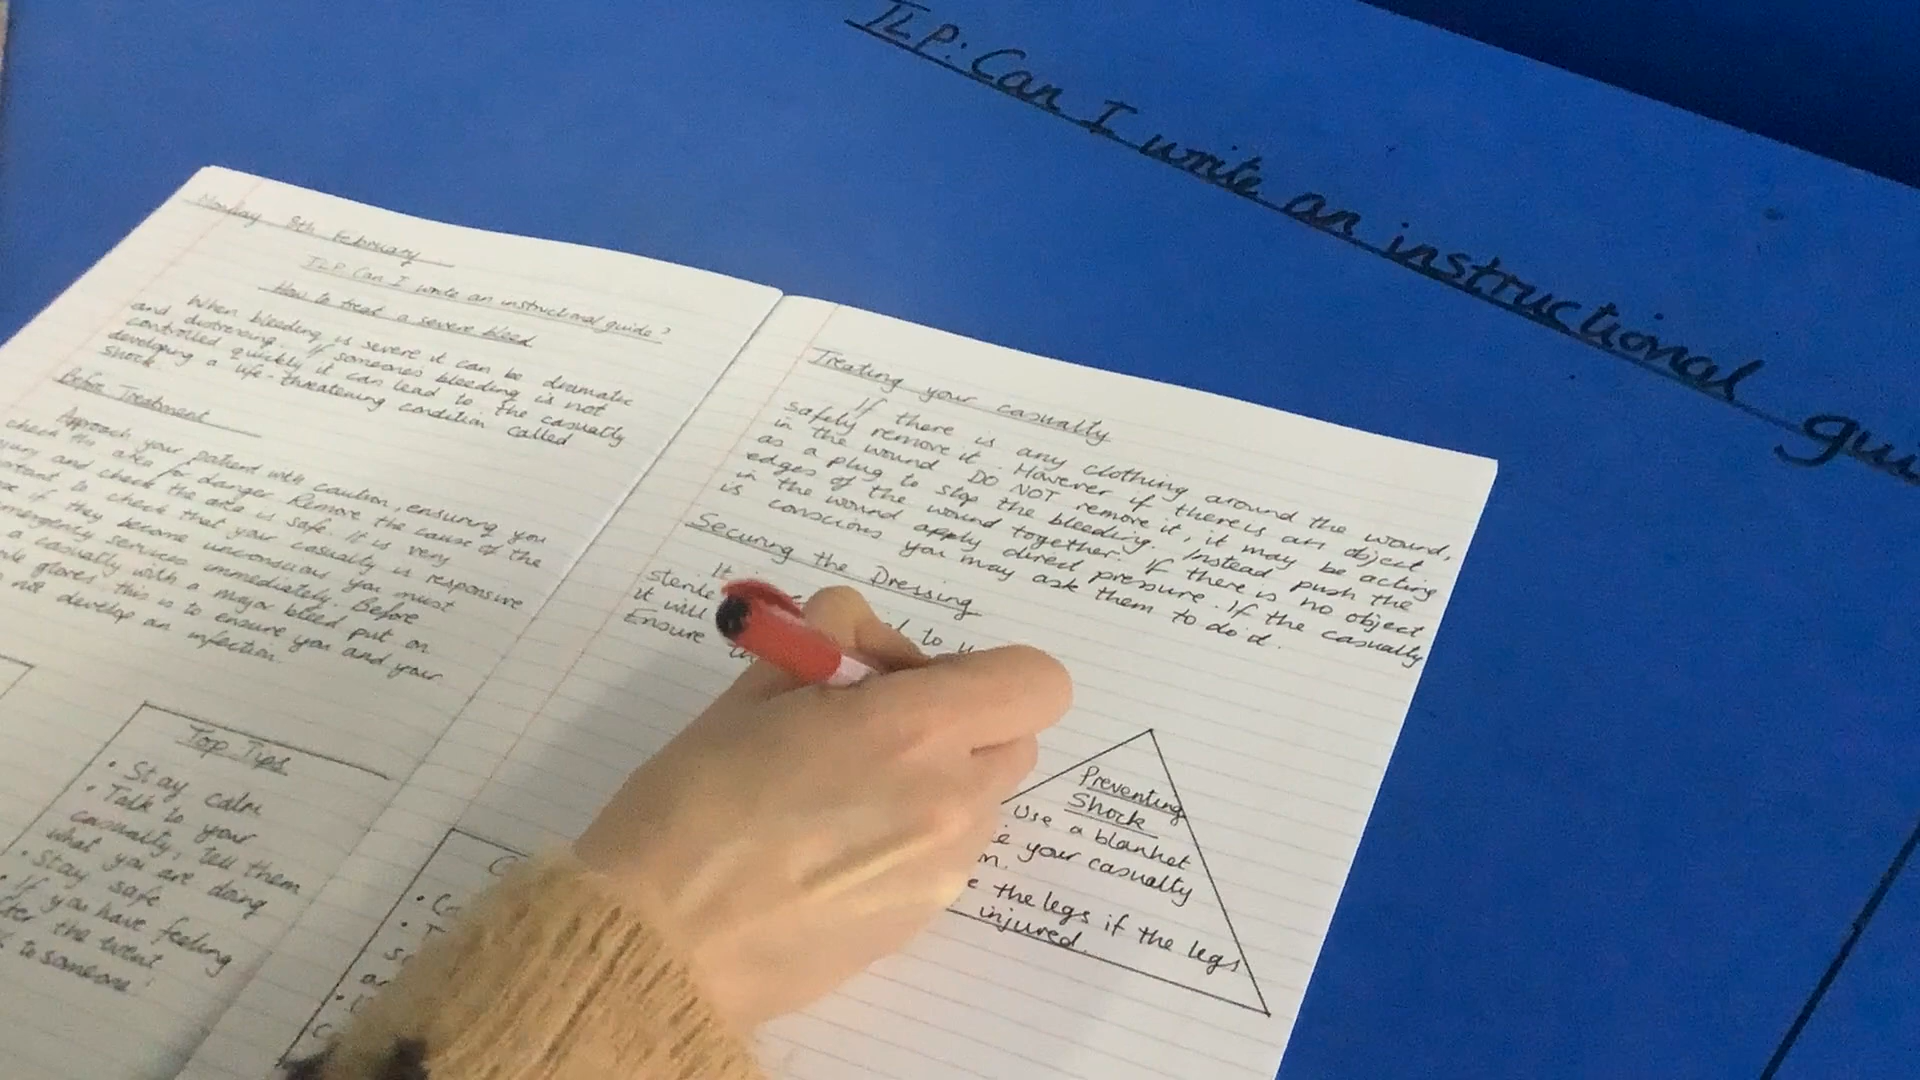 TLP: Can I write an instructional gui
Monday 8th February
TLP: Can I write an instructional guide?
How to treat a severe bleed
When bleeding is severe it can be dramatic
and distressing. If someones bleeding is not
controlled quickly it can lead to the casualty
developing a life-threatening condition called
shock.
Before Treatment
Approach your patient with caution, ensuring you
check the area for danger. Remove the cause of the
and check the area is safe. It is very
to check that your casualty is responsive
if they become unconscious you must
emergency services immediately. Before
a casualty with a major bleed put on
gloves this is to ensure you and your
not develop an infection.
Top Tips
• Stay calm
• Talk to your
casualty, tell them
what you are doing
• Stay safe
• If you have feeling
the event
to someone!
Treating your casualty
If there is any clothing around the wound,
safely remove it. However if there is an object
in the wound DO NOT remove it, it may be acting
as a plug to stop the bleeding. Instead push the
edges of the wound together. If there is no object
in the wound apply direct pressure. If the casualty
is conscious you may ask them to do it.
Securing the Dressing
It
to u
it will
Ensure
Preventing
Shock
Use a blanket
your casualty
the legs if the legs
injured.